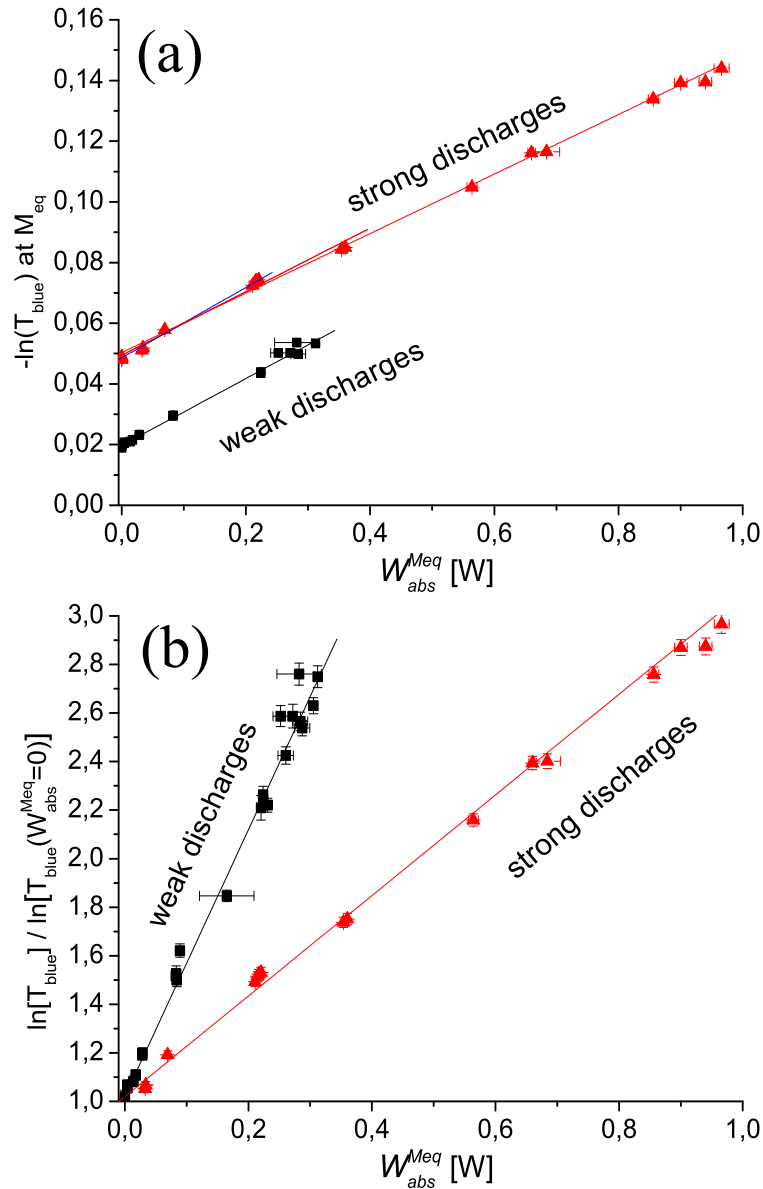 (a)
0,16
0,14
0,12
0,10
0,08
0,06
0,04
0,02
0,00
-ln(T_blue) at M_eq
strong discharges
weak discharges
0,0 0,2 0,4 0,6 0,8 1,0
W_abs^Meq [W]
(b)
3,0
2,8
2,6
2,4
2,2
2,0
1,8
1,6
1,4
1,2
1,0
ln[T_blue] / ln[T_blue(W_abs^Meq=0)]
weak discharges
strong discharges
0,0 0,2 0,4 0,6 0,8 1,0
W_abs^Meq [W]